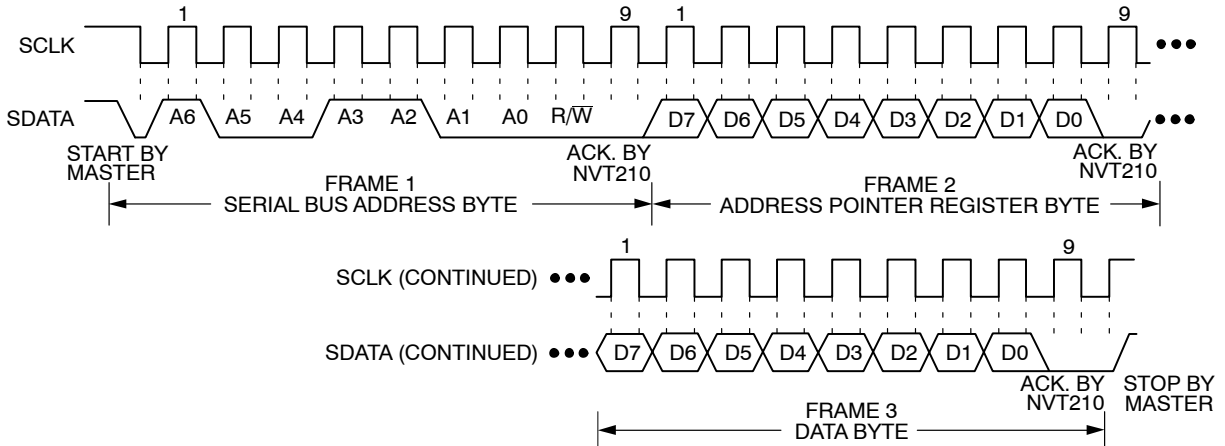 1 9 1 9
SCLK
SDATA A6 A5 A4 A3 A2 A1 A0 R/W̅ D7 D6 D5 D4 D3 D2 D1 D0
START BY
MASTER
ACK. BY
NVT210
ACK. BY
NVT210
FRAME 1
SERIAL BUS ADDRESS BYTE
FRAME 2
ADDRESS POINTER REGISTER BYTE
1 9
SCLK (CONTINUED)
SDATA (CONTINUED) D7 D6 D5 D4 D3 D2 D1 D0
ACK. BY
NVT210
STOP BY
MASTER
FRAME 3
DATA BYTE